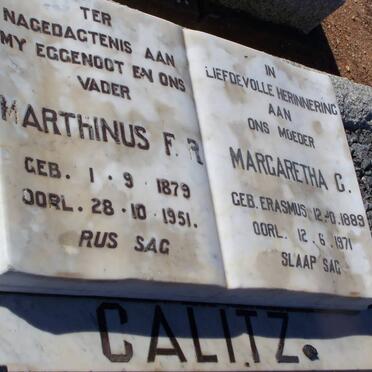 TER
NAGEDAGTENIS AAN
MY EGGENOOT EN ONS
VADER
MARTHINUS F. R.
GEB. 1 · 9 · 1879
OORL. 28 · 10 · 1951.
RUS SAG
IN
LIEFDEVOLLE HERINNERING
AAN
ONS MOEDER
MARGARETHA C.
GEB. ERASMUS, 12·10·1889
OORL. 12 · 6 · 1971
SLAAP SAG
CALITZ.